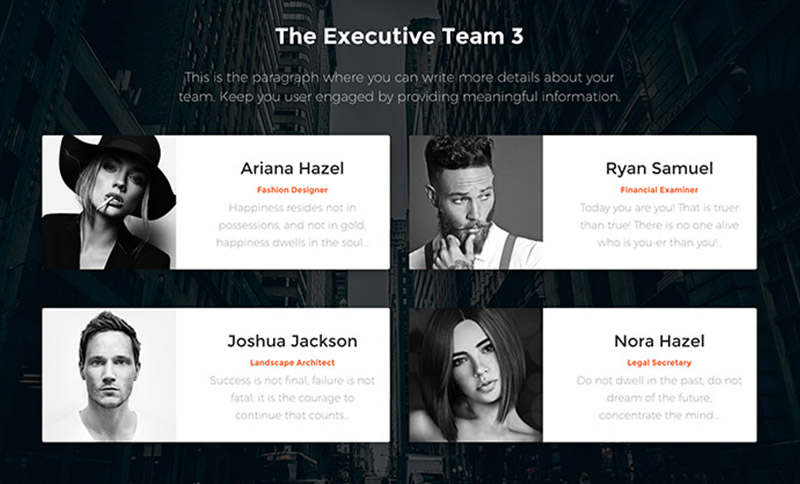 The Executive Team 3
This is the paragraph where you can write more details about your
team. Keep you user engaged by providing meaningful information.
Ariana Hazel
Fashion Designer
Happiness resides not in
possessions, and not in gold,
happiness dwells in the soul...
Ryan Samuel
Financial Examiner
Today you are you! That is truer
than true! There is no one alive
who is you-er than you!..
Joshua Jackson
Landscape Architect
Success is not final, failure is not
fatal: it is the courage to
continue that counts...
Nora Hazel
Legal Secretary
Do not dwell in the past, do not
dream of the future,
concentrate the mind...